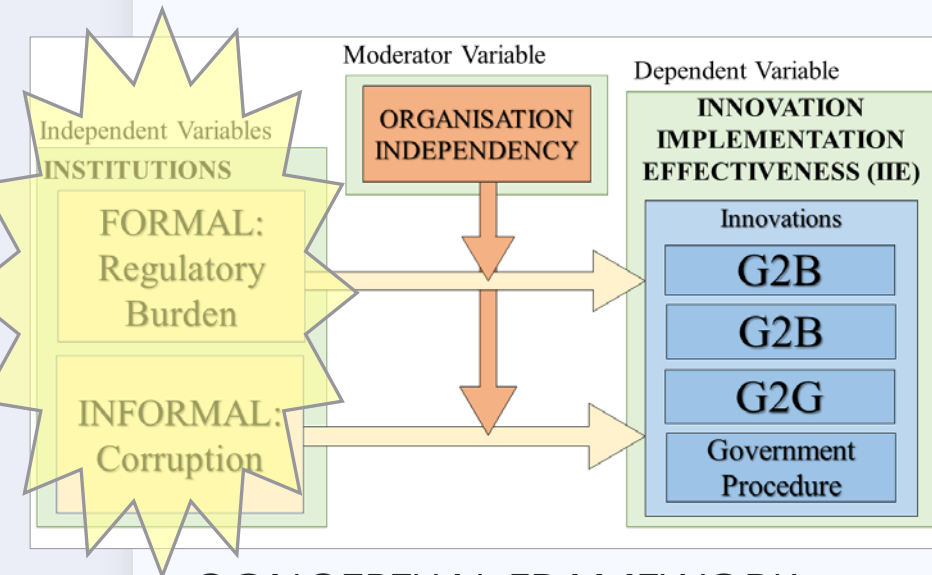 Moderator Variable
Dependent Variable
Independent Variables
INSTITUTIONS
FORMAL:
Regulatory
Burden
INFORMAL:
Corruption
ORGANISATION
INDEPENDENCY
INNOVATION
IMPLEMENTATION
EFFECTIVENESS (IIE)
Innovations
G2B
G2B
G2G
Government
Procedure